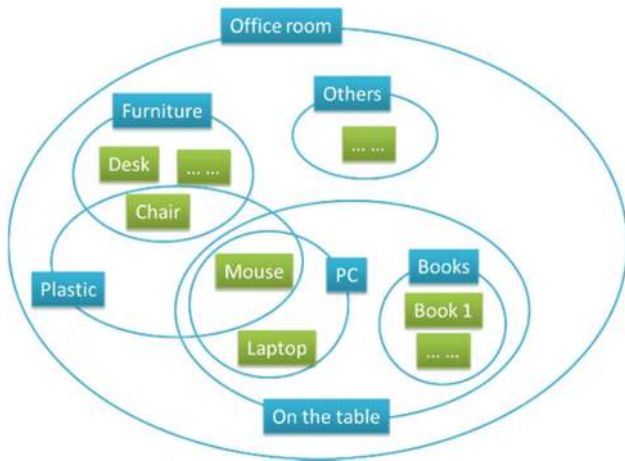 Office room
Others
Furniture
... ...
Desk
... ...
Chair
Mouse
PC
Books
Plastic
Book 1
Laptop
... ...
On the table